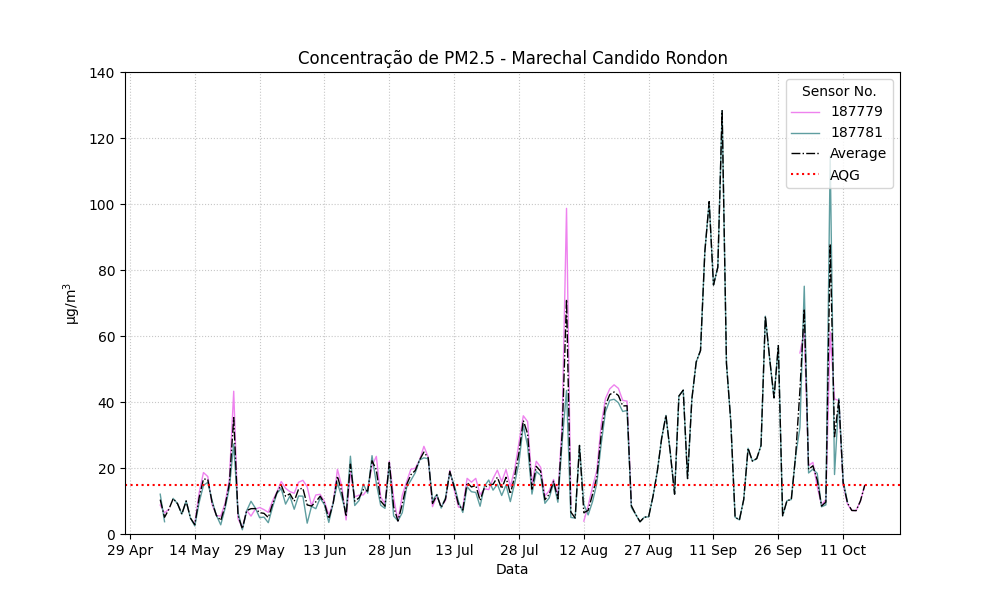 Concentração de PM2.5 - Marechal Candido Rondon
140
120
100
80
60
40
20
0
µg/m³
Sensor No.
187779
187781
Average
AQG
29 Apr 14 May 29 May 13 Jun 28 Jun 13 Jul 28 Jul 12 Aug 27 Aug 11 Sep 26 Sep 11 Oct
Data